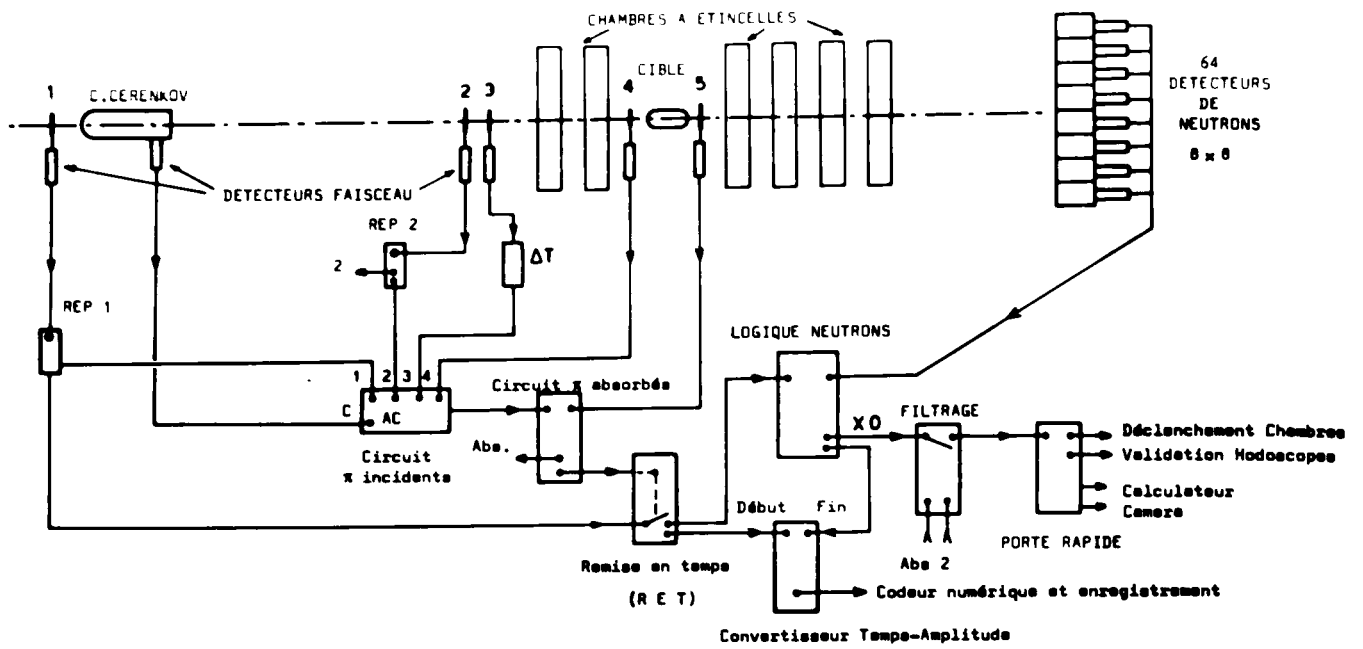 CHAMBRES A ETINCELLES
1
C.CERENKOV
2 3
4
CIBLE
5
64
DETECTEURS
DE
NEUTRONS
8 x 8
DETECTEURS FAISCEAU
REP 2
2
ΔT
REP 1
LOGIQUE NEUTRONS
1 2 3 4
C AC
Circuit π absorbés
Circuit
π incidents
Abs.
XO
FILTRAGE
Déclenchement Chambres
Validation Hodoscopes
Calculateur
Camera
Début Fin
Abs 2
PORTE RAPIDE
Remise en temps
(R E T)
Codeur numérique et enregistrement
Convertisseur Temps-Amplitude